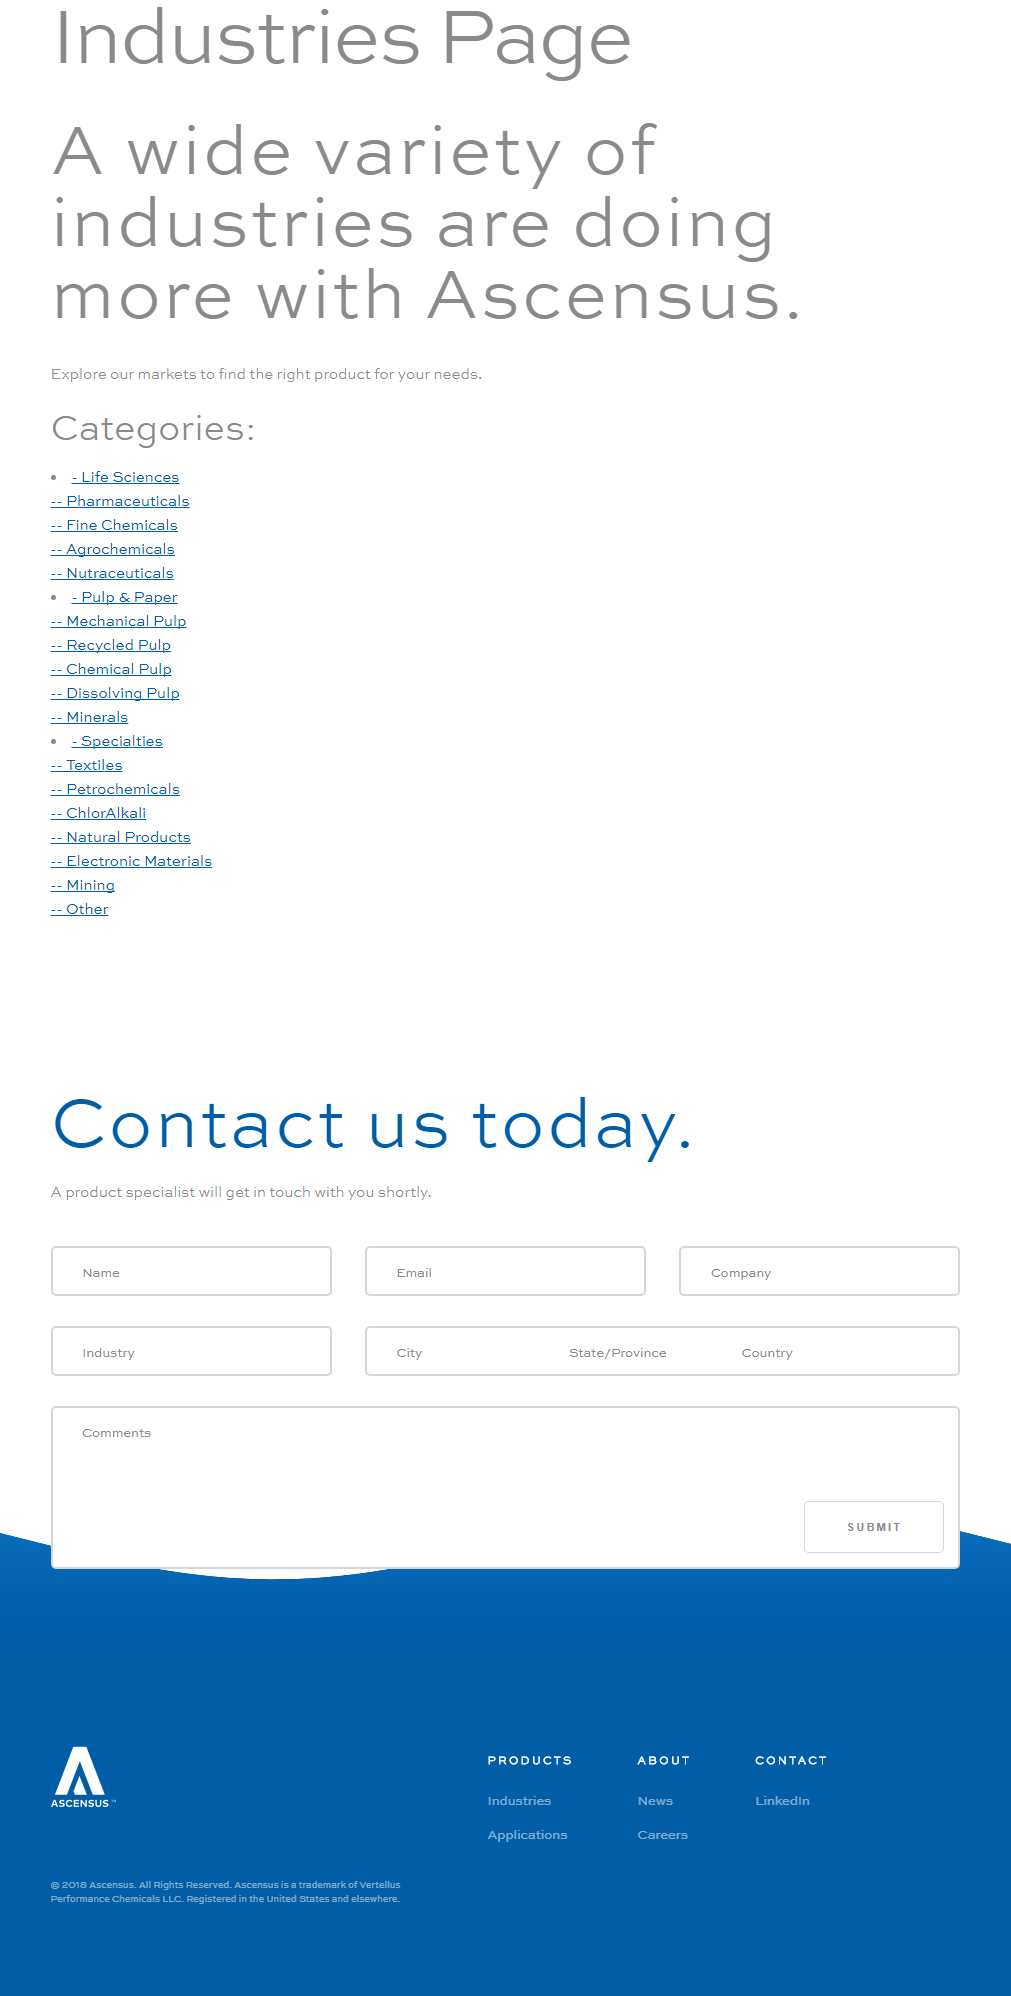 Industries Page
A wide variety of
industries are doing
more with Ascensus.
Explore our markets to find the right product for your needs.
Categories:
• - Life Sciences
-- Pharmaceuticals
-- Fine Chemicals
-- Agrochemicals
-- Nutraceuticals
• - Pulp & Paper
-- Mechanical Pulp
-- Recycled Pulp
-- Chemical Pulp
-- Dissolving Pulp
-- Minerals
• - Specialties
-- Textiles
-- Petrochemicals
-- ChlorAlkali
-- Natural Products
-- Electronic Materials
-- Mining
-- Other
Contact us today.
A product specialist will get in touch with you shortly.
Name Email Company
Industry City State/Province Country
Comments
SUBMIT
ASCENSUS™
PRODUCTS ABOUT CONTACT
Industries News LinkedIn
Applications Careers
© 2018 Ascensus. All Rights Reserved. Ascensus is a trademark of Vertellus
Performance Chemicals LLC. Registered in the United States and elsewhere.